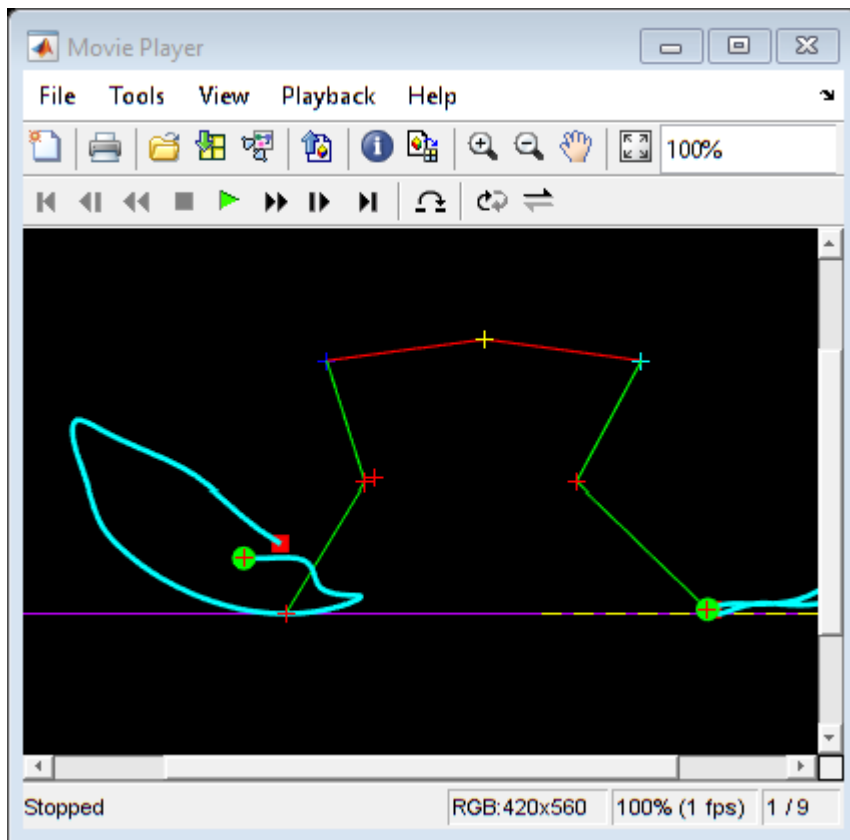 Movie Player
File Tools View Playback Help
100%
Stopped RGB:420x560 100% (1 fps) 1 / 9